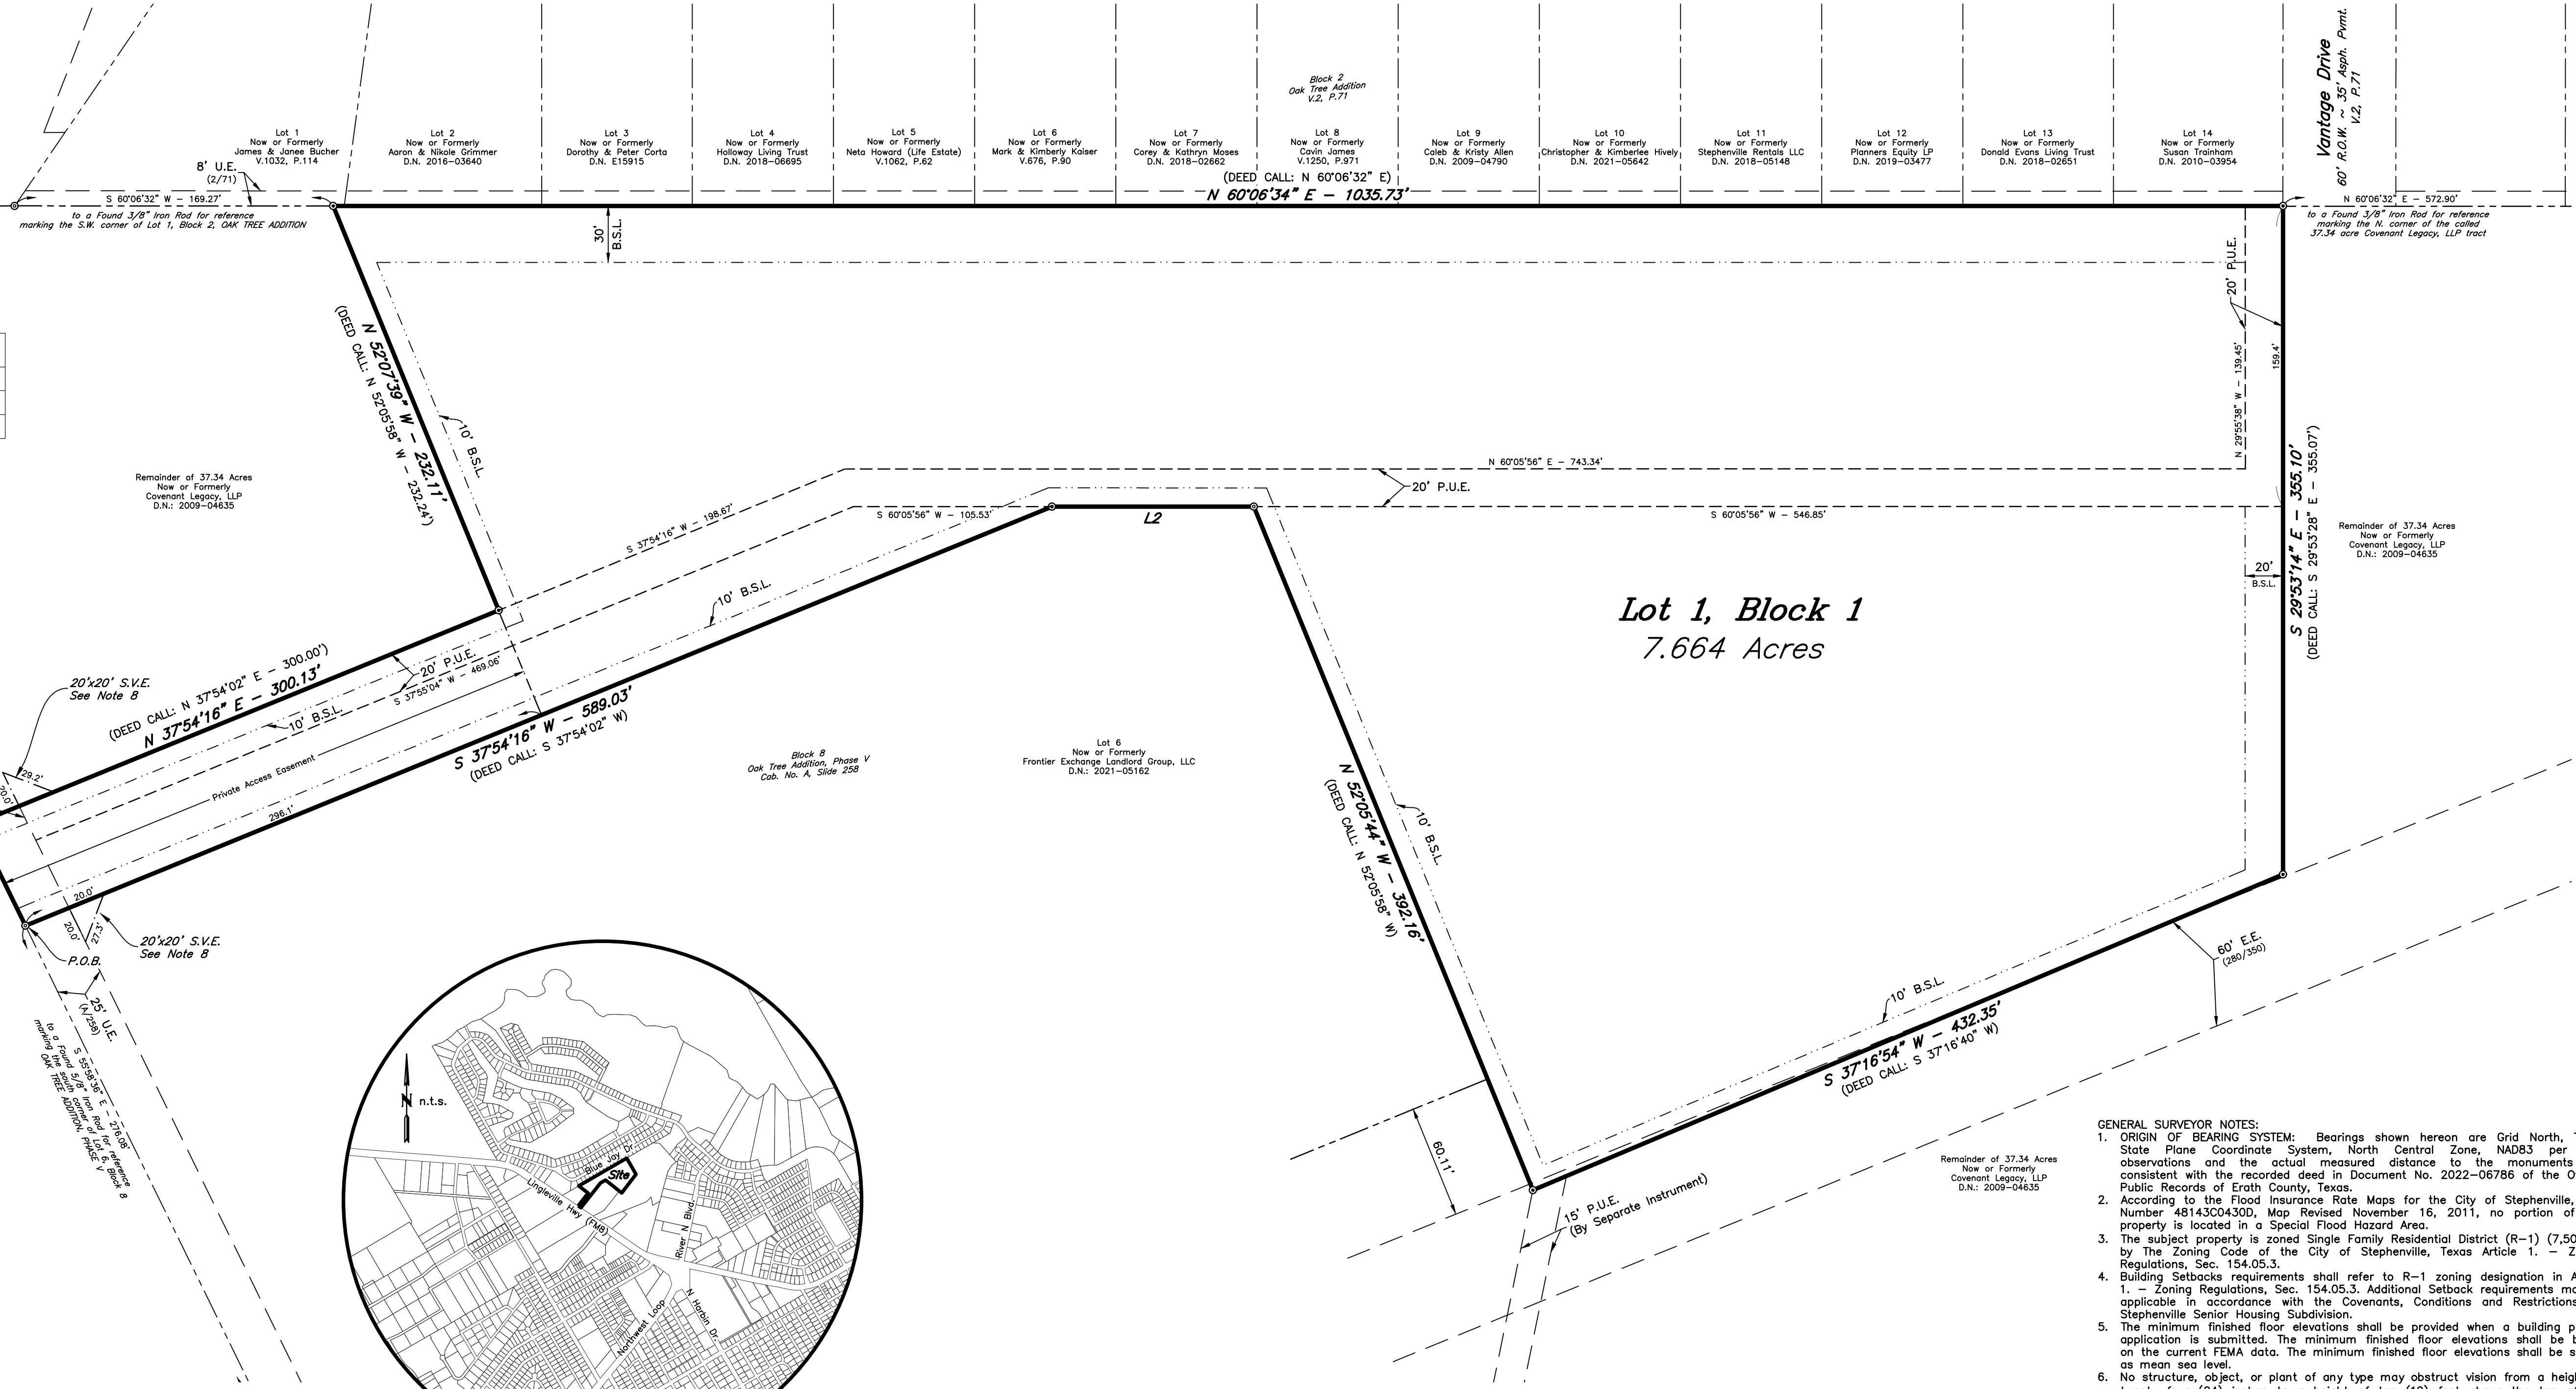 Block 2
Oak Tree Addition
V.2, P.71
Vantage Drive
60' R.O.W. ~ 35' Asph. Pvmt.
V.2, P.71
Lot 1
Now or Formerly
James & Janee Bucher
V.1032, P.114
Lot 2
Now or Formerly
Aaron & Nikole Grimmer
D.N. 2016-03640
Lot 3
Now or Formerly
Dorothy & Peter Corta
D.N. E15915
Lot 4
Now or Formerly
Holloway Living Trust
D.N. 2018-06695
Lot 5
Now or Formerly
Neta Howard (Life Estate)
V.1062, P.62
Lot 6
Now or Formerly
Mark & Kimberly Kaiser
V.676, P.90
Lot 7
Now or Formerly
Corey & Kathryn Moses
D.N. 2018-02662
Lot 8
Now or Formerly
Cavin James
V.1250, P.971
Lot 9
Now or Formerly
Caleb & Kristy Allen
D.N. 2009-04790
Lot 10
Now or Formerly
Christopher & Kimberlee Hively
D.N. 2021-05642
Lot 11
Now or Formerly
Stephenville Rentals LLC
D.N. 2018-05148
Lot 12
Now or Formerly
Planners Equity LP
D.N. 2019-03477
Lot 13
Now or Formerly
Donald Evans Living Trust
D.N. 2018-02651
Lot 14
Now or Formerly
Susan Trainham
D.N. 2010-03954
8' U.E.
(2/71)
(DEED CALL: N 60°06'32" E)
N 60°06'34" E - 1035.73'
S 60°06'32" W - 169.27'
to a Found 3/8" Iron Rod for reference
marking the S.W. corner of Lot 1, Block 2, OAK TREE ADDITION
N 60°06'32" E - 572.90'
to a Found 3/8" Iron Rod for reference
marking the N. corner of the called
37.34 acre Covenant Legacy, LLP tract
30'
B.S.L.
20' P.U.E.
N 29°55'38" W - 139.45'
159.4'
N 52°07'39" W - 232.11'
(DEED CALL: N 52°05'58" W - 232.24')
10' B.S.L.
Remainder of 37.34 Acres
Now or Formerly
Covenant Legacy, LLP
D.N.: 2009-04635
N 60°05'56" E - 743.34'
20' P.U.E.
S 37°54'16" W - 198.67'
S 60°05'56" W - 105.53'
L2
S 60°05'56" W - 546.85'
S 29°53'14" E - 355.10'
(DEED CALL: S 29°53'28" E - 355.07')
Remainder of 37.34 Acres
Now or Formerly
Covenant Legacy, LLP
D.N.: 2009-04635
20'
B.S.L.
Lot 1, Block 1
7.664 Acres
10' B.S.L.
20'x20' S.V.E.
See Note 8
(DEED CALL: N 37°54'02" E - 300.00')
N 37°54'16" E - 300.13'
10' B.S.L.
20' P.U.E.
S 37°55'04" W - 469.06'
S 37°54'16" W - 589.03'
(DEED CALL: S 37°54'02" W)
Private Access Easement
296.1'
29.2'
20.0'
20.0'
20.0'
27.3'
20'x20' S.V.E.
See Note 8
P.O.B.
25' U.E.
(A/258)
S 55°58'36" E - 276.08'
to a Found 5/8" Iron Rod for reference
marking the south corner of Lot 6, Block 8
OAK TREE ADDITION, PHASE V
Block 8
Oak Tree Addition, Phase V
Cab. No. A, Slide 258
Lot 6
Now or Formerly
Frontier Exchange Landlord Group, LLC
D.N.: 2021-05162
N 52°05'44" W - 392.16'
(DEED CALL: N 52°05'58" W)
10' B.S.L.
60' E.E.
(280/350)
10' B.S.L.
S 37°16'54" W - 432.35'
(DEED CALL: S 37°16'40" W)
60.11'
15' P.U.E.
(By Separate Instrument)
Remainder of 37.34 Acres
Now or Formerly
Covenant Legacy, LLP
D.N.: 2009-04635
N n.t.s.
Blue Jay Dr.
Site
Lingleville Hwy (FM8)
River N Blvd.
Northwest Loop
N Harbin Dr.
GENERAL SURVEYOR NOTES:
1. ORIGIN OF BEARING SYSTEM: Bearings shown hereon are Grid North,
State Plane Coordinate System, North Central Zone, NAD83 per
observations and the actual measured distance to the monuments
consistent with the recorded deed in Document No. 2022-06786 of the O
Public Records of Erath County, Texas.
2. According to the Flood Insurance Rate Maps for the City of Stephenville,
Number 48143C0430D, Map Revised November 16, 2011, no portion of
property is located in a Special Flood Hazard Area.
3. The subject property is zoned Single Family Residential District (R-1) (7,50
by The Zoning Code of the City of Stephenville, Texas Article 1. - Z
Regulations, Sec. 154.05.3.
4. Building Setbacks requirements shall refer to R-1 zoning designation in A
1. - Zoning Regulations, Sec. 154.05.3. Additional Setback requirements ma
applicable in accordance with the Covenants, Conditions and Restrictions
Stephenville Senior Housing Subdivision.
5. The minimum finished floor elevations shall be provided when a building p
application is submitted. The minimum finished floor elevations shall be b
on the current FEMA data. The minimum finished floor elevations shall be s
as mean sea level.
6. No structure, object, or plant of any type may obstruct vision from a heig